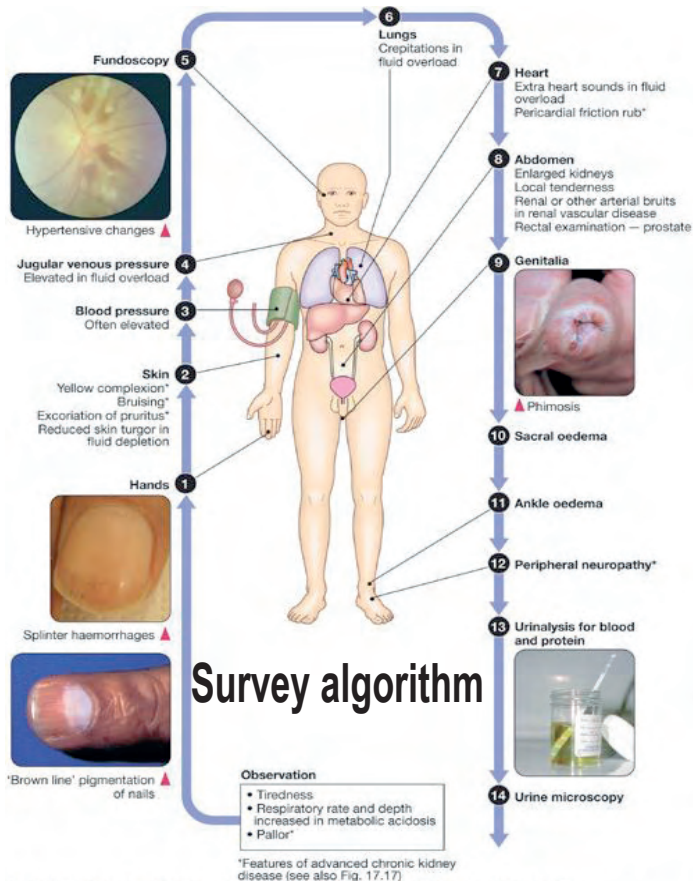 Observation
• Tiredness
• Respiratory rate and depth
increased in metabolic acidosis
• Pallor*
*Features of advanced chronic kidney
disease (see also Fig. 17.17)
Survey algorithm
Hands 1
Splinter haemorrhages
'Brown line' pigmentation
of nails
Skin 2
Yellow complexion*
Bruising*
Excoriation of pruritus*
Reduced skin turgor in
fluid depletion
Blood pressure 3
Often elevated
Jugular venous pressure 4
Elevated in fluid overload
Fundoscopy 5
Hypertensive changes
6
Lungs
Crepitations in
fluid overload
7 Heart
Extra heart sounds in fluid
overload
Pericardial friction rub*
8 Abdomen
Enlarged kidneys
Local tenderness
Renal or other arterial bruits
in renal vascular disease
Rectal examination — prostate
9 Genitalia
Phimosis
10 Sacral oedema
11 Ankle oedema
12 Peripheral neuropathy*
13 Urinalysis for blood
and protein
14 Urine microscopy